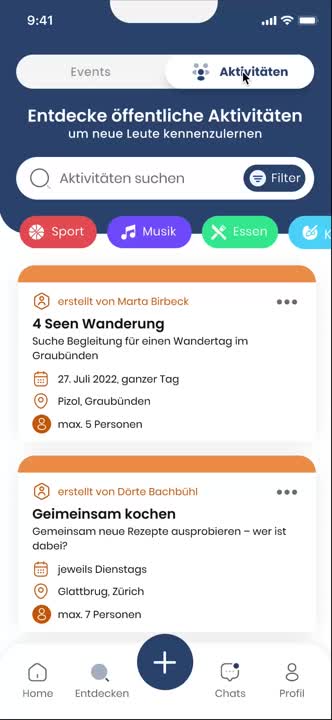 9:41
Events
Aktivitäten
Entdecke öffentliche Aktivitäten
um neue Leute kennenzulernen
Aktivitäten suchen
Filter
Sport
Musik
Essen
K
erstellt von Marta Birbeck
4 Seen Wanderung
Suche Begleitung für einen Wandertag im
Graubünden
27. Juli 2022, ganzer Tag
Pizol, Graubünden
max. 5 Personen
erstellt von Dörte Bachbühl
Geimeinsam kochen
Gemeinsam neue Rezepte ausprobieren – wer ist
dabei?
jeweils Dienstags
Glattbrug, Zürich
max. 7 Personen
Home
Entdecken
Chats
Profil